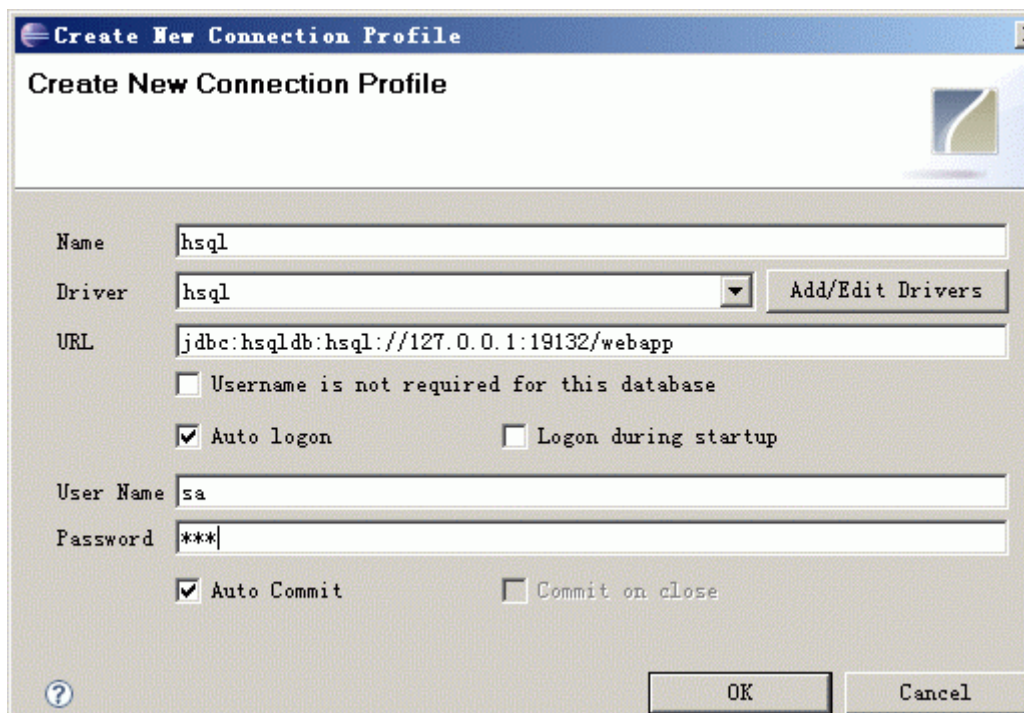 Create New Connection Profile
Create New Connection Profile
Name hsql
Driver hsql Add/Edit Drivers
URL jdbc:hsqldb:hsql://127.0.0.1:19132/webapp
Username is not required for this database
Auto logon Logon during startup
User Name sa
Password ***
Auto Commit Commit on close
? OK Cancel